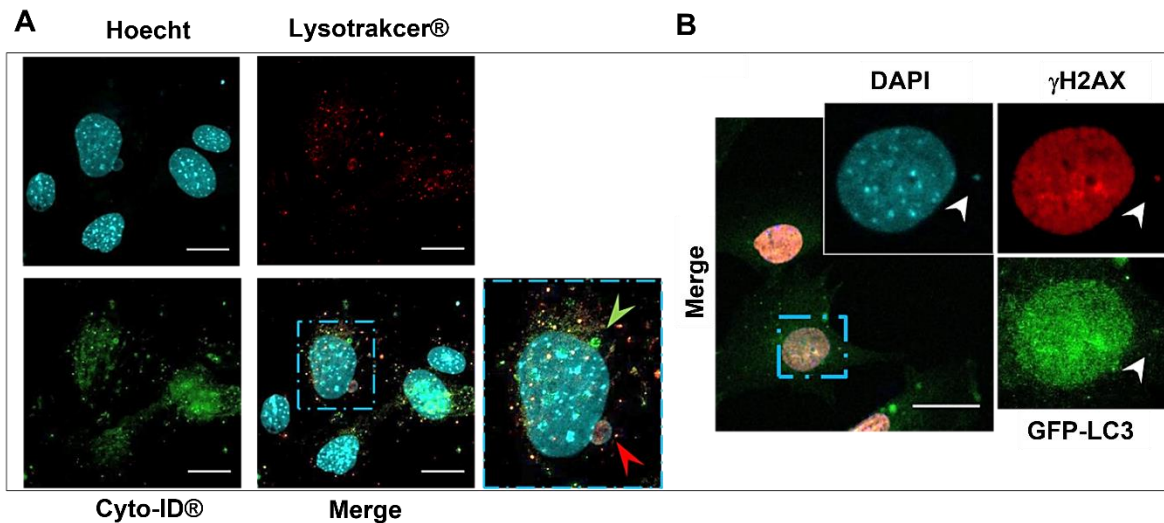 A
Hoecht
Lysotrakcer®
B
DAPI
γH2AX
Merge
GFP-LC3
Cyto-ID®
Merge